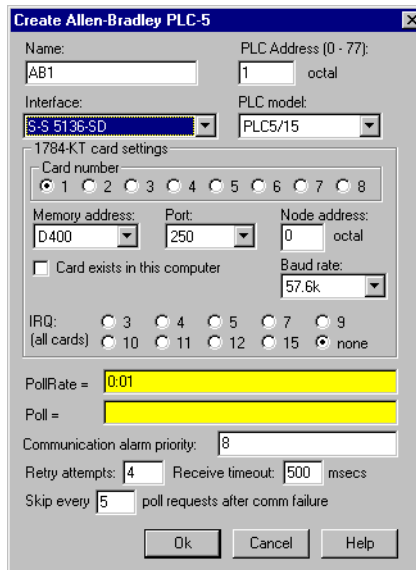 Create Allen-Bradley PLC-5
Name: PLC Address (0 - 77):
AB1 1 octal
Interface: PLC model:
S-S 5136-SD PLC5/15
1784-KT card settings
Card number
1 2 3 4 5 6 7 8
Memory address: Port: Node address:
D400 250 0 octal
Card exists in this computer Baud rate:
57.6k
IRQ: 3 4 5 7 9
(all cards) 10 11 12 15 none
PollRate = 0:01
Poll =
Communication alarm priority: 8
Retry attempts: 4 Receive timeout: 500 msecs
Skip every 5 poll requests after comm failure
Ok Cancel Help